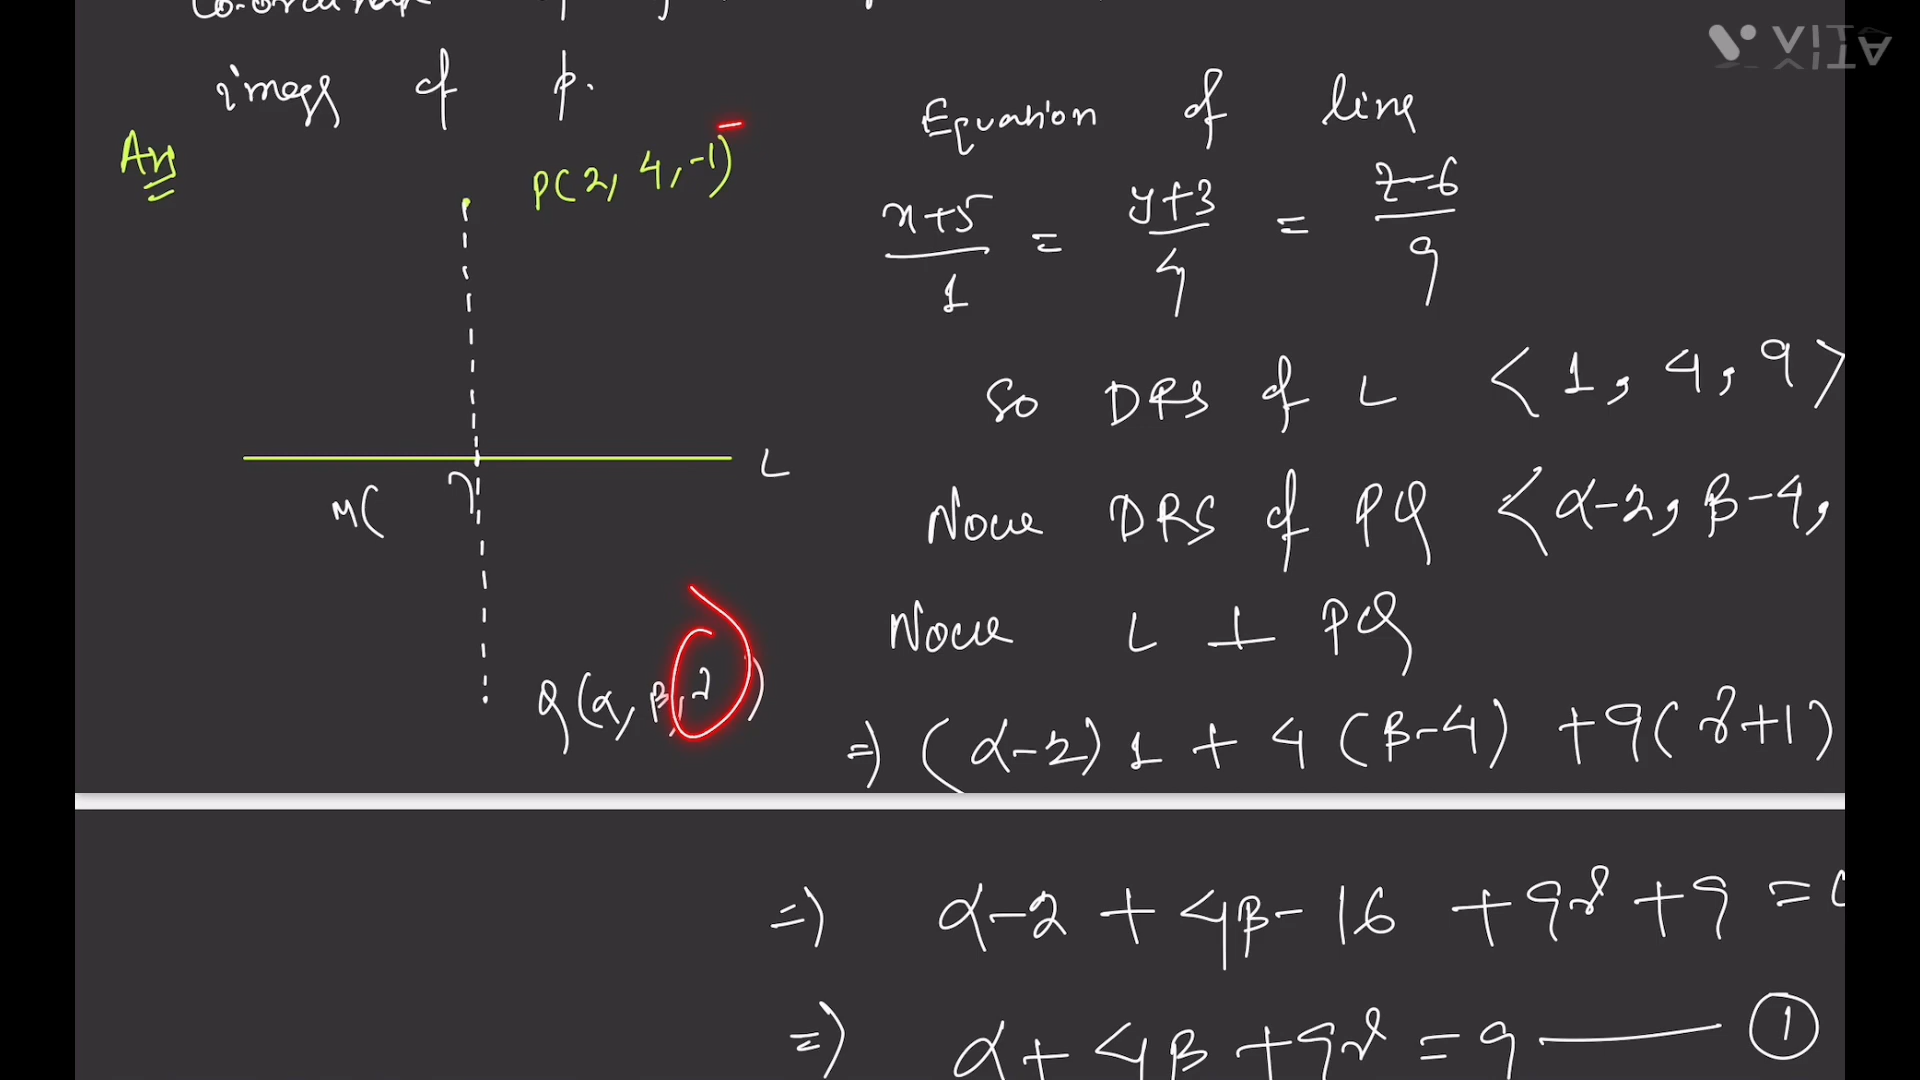 image of p.
Ans
P(2, 4, -1)
L
M( )
Q(α, β, γ)
Equation of line
x+5/1 = y+3/4 = z-6/9
So DRS of L <1, 4, 9>
Now DRS of PQ <α-2, β-4,
Now L ⊥ PQ
⇒ (α-2) 1 + 4 (β-4) + 9(γ+1)
⇒ α-2 + 4β-16 + 9γ + 9 = 0
⇒ α + 4β + 9γ = 9 —— ①
VITA